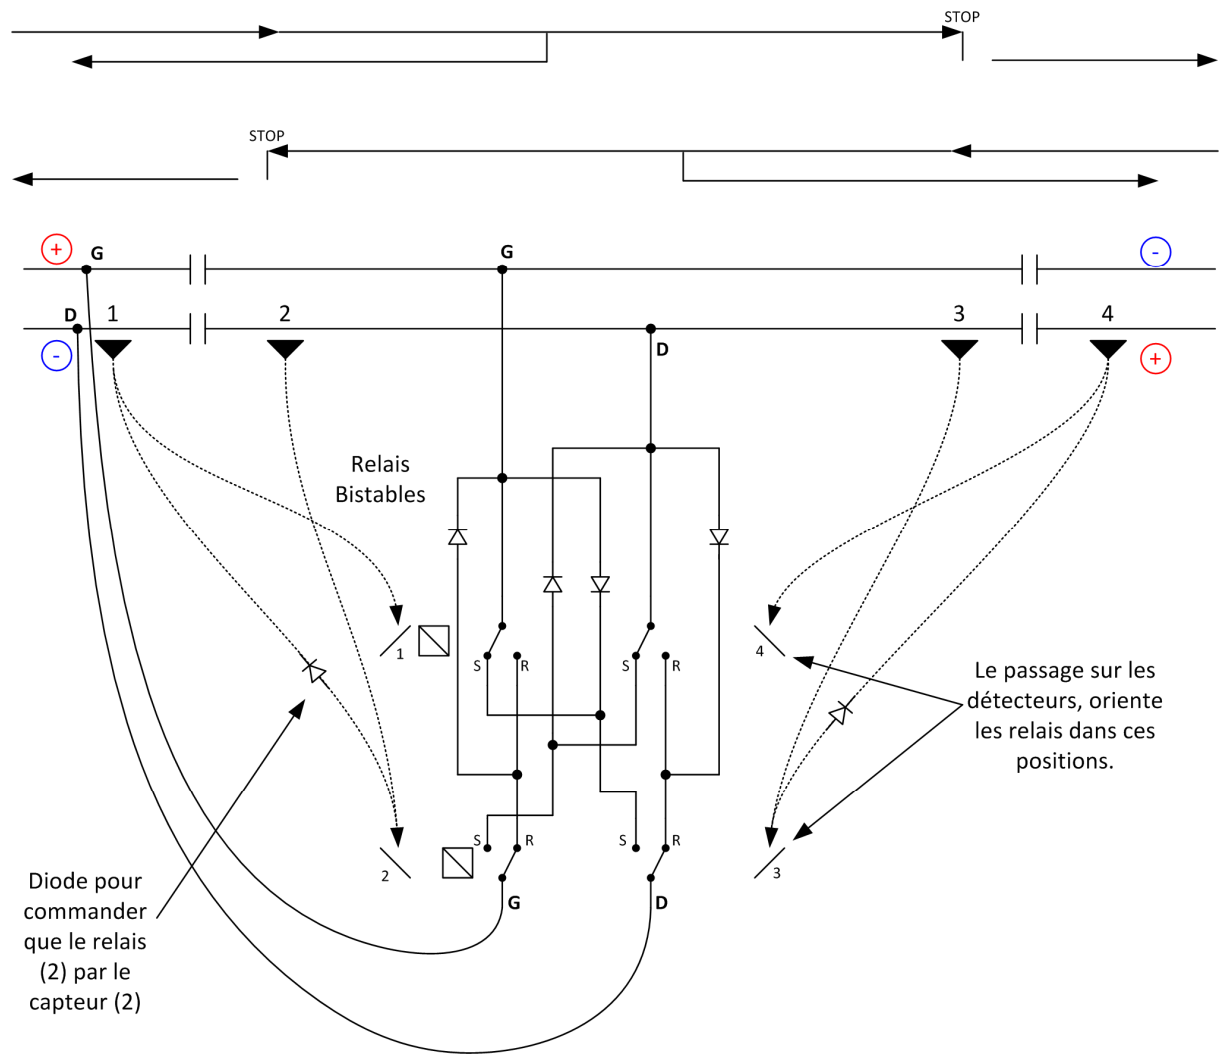 STOP
STOP
+
G
G
-
D
1
2
3
4
-
D
+
Relais
Bistables
1
S
R
S
R
4
Le passage sur les
détecteurs, oriente
les relais dans ces
positions.
S
R
S
R
2
3
G
D
Diode pour
commander
que le relais
(2) par le
capteur (2)